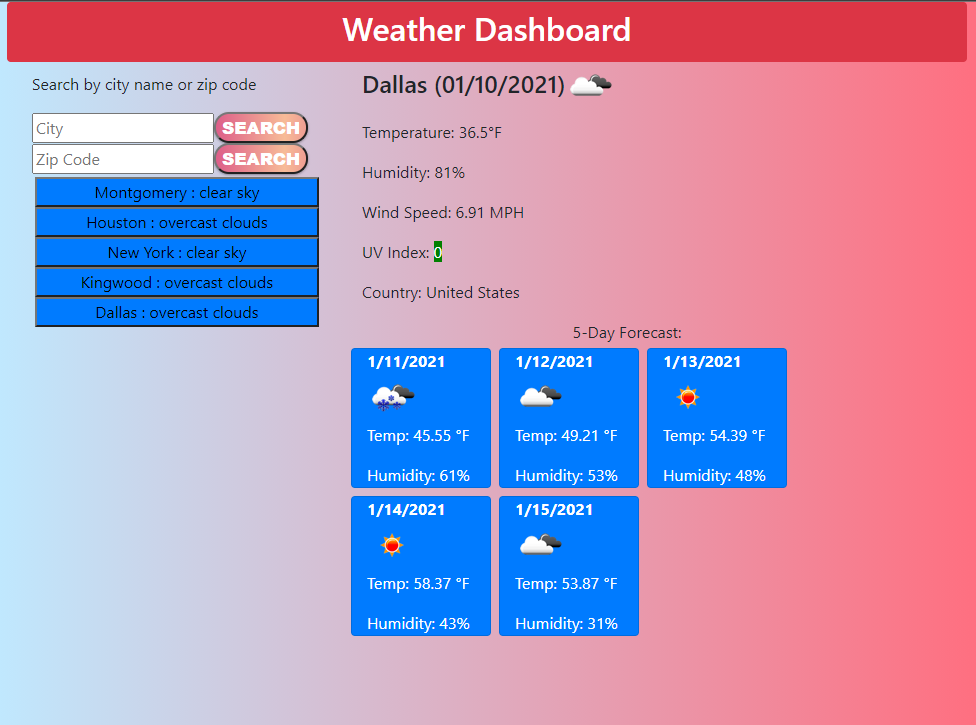 Weather Dashboard
Search by city name or zip code
City
SEARCH
Zip Code
SEARCH
Montgomery : clear sky
Houston : overcast clouds
New York : clear sky
Kingwood : overcast clouds
Dallas : overcast clouds
Dallas (01/10/2021)
Temperature: 36.5°F
Humidity: 81%
Wind Speed: 6.91 MPH
UV Index: 0
Country: United States
5-Day Forecast:
1/11/2021
Temp: 45.55 °F
Humidity: 61%
1/12/2021
Temp: 49.21 °F
Humidity: 53%
1/13/2021
Temp: 54.39 °F
Humidity: 48%
1/14/2021
Temp: 58.37 °F
Humidity: 43%
1/15/2021
Temp: 53.87 °F
Humidity: 31%